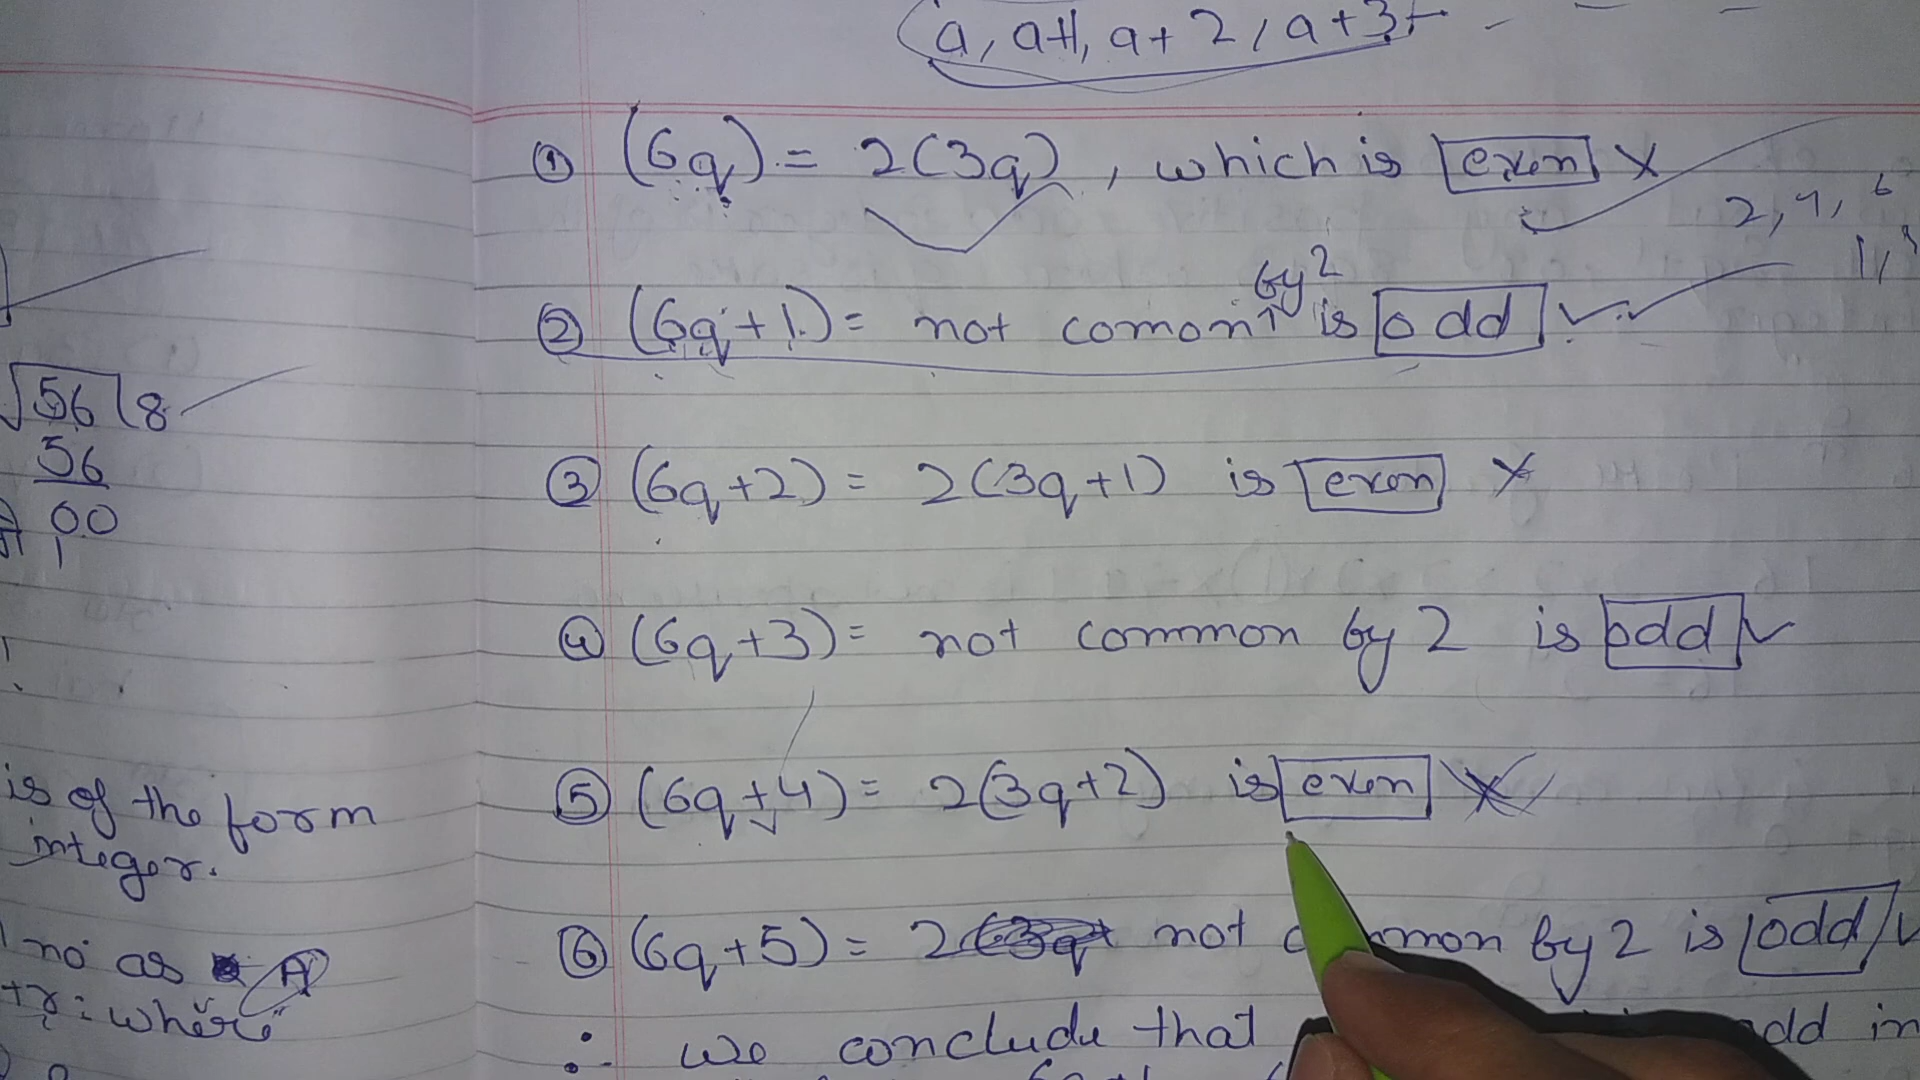 a, a+1, a+2, a+3, - - -
① (6q) = 2(3q), which is even ×
2, 4, 6
1,
② (6q+1) = not comon by 2 is odd ✓
56 8
56
00
③ (6q+2) = 2(3q+1) is even ×
④ (6q+3) = not common by 2 is odd ✓
⑤ (6q+4) = 2(3q+2) is even ×
is of the form
integer.
⑥ (6q+5) = 2 not common by 2 is odd ✓
no as A
+r : where
∴ we conclude that odd in